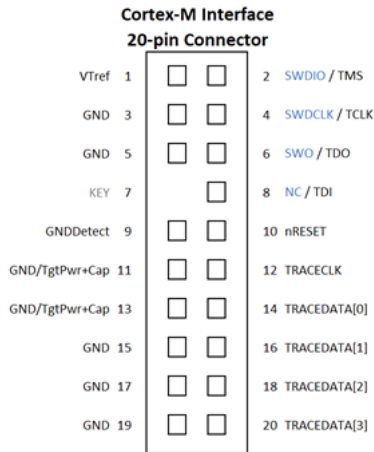 Cortex-M Interface
20-pin Connector
VTref 1 2 SWDIO / TMS
GND 3 4 SWDCLK / TCLK
GND 5 6 SWO / TDO
KEY 7 8 NC / TDI
GNDDetect 9 10 nRESET
GND/TgtPwr+Cap 11 12 TRACECLK
GND/TgtPwr+Cap 13 14 TRACEDATA[0]
GND 15 16 TRACEDATA[1]
GND 17 18 TRACEDATA[2]
GND 19 20 TRACEDATA[3]